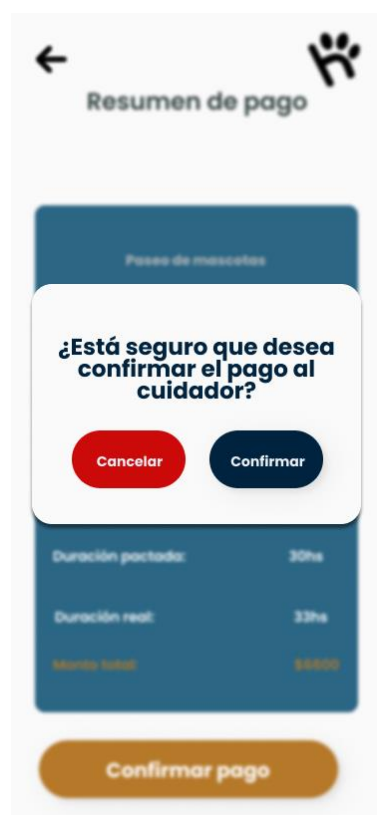 Resumen de pago
Paseo de mascotas
¿Está seguro que desea
confirmar el pago al
cuidador?
Cancelar
Confirmar
Duración pactada: 30hs
Duración real: 33hs
Monto total: $6600
Confirmar pago